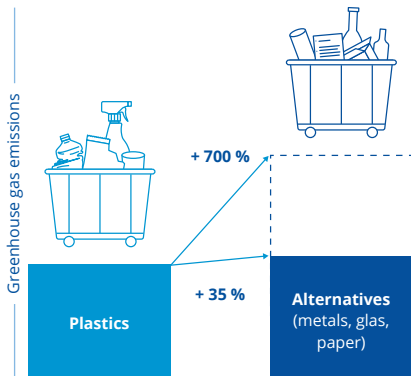 Greenhouse gas emissions
+ 700 %
+ 35 %
Plastics
Alternatives
(metals, glas,
paper)